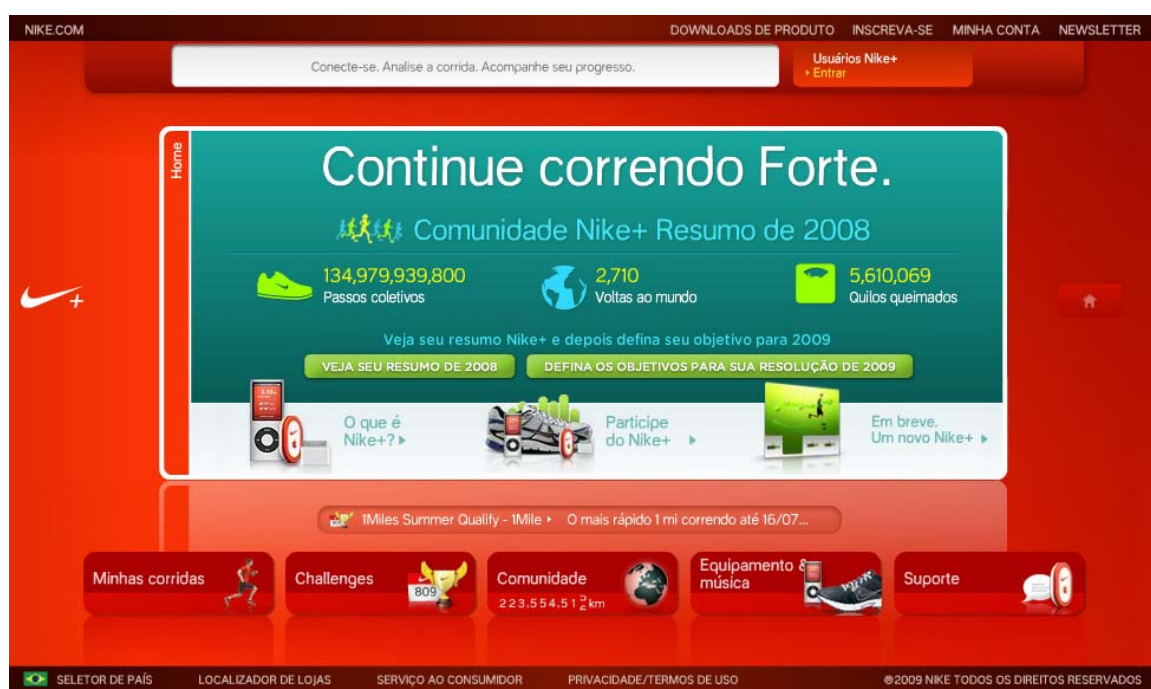 NIKE.COM
DOWNLOADS DE PRODUTO INSCREVA-SE MINHA CONTA NEWSLETTER
Conecte-se. Analise a corrida. Acompanhe seu progresso.
Usuários Nike+
Entrar
Home
Continue correndo Forte.
Comunidade Nike+ Resumo de 2008
134,979,939,800
Passos coletivos
2,710
Voltas ao mundo
5,610,069
Quilos queimados
Veja seu resumo Nike+ e depois defina seu objetivo para 2009
VEJA SEU RESUMO DE 2008
DEFINA OS OBJETIVOS PARA SUA RESOLUÇÃO DE 2009
O que é
Nike+?
Participe
do Nike+
Em breve.
Um novo Nike+
1Miles Summer Qualify - 1Mile O mais rápido 1 mi correndo até 16/07...
Minhas corridas
Challenges
809
Comunidade
223,554,51 km
Equipamento &
música
Suporte
SELETOR DE PAÍS LOCALIZADOR DE LOJAS SERVIÇO AO CONSUMIDOR PRIVACIDADE/TERMOS DE USO ©2009 NIKE TODOS OS DIREITOS RESERVADOS